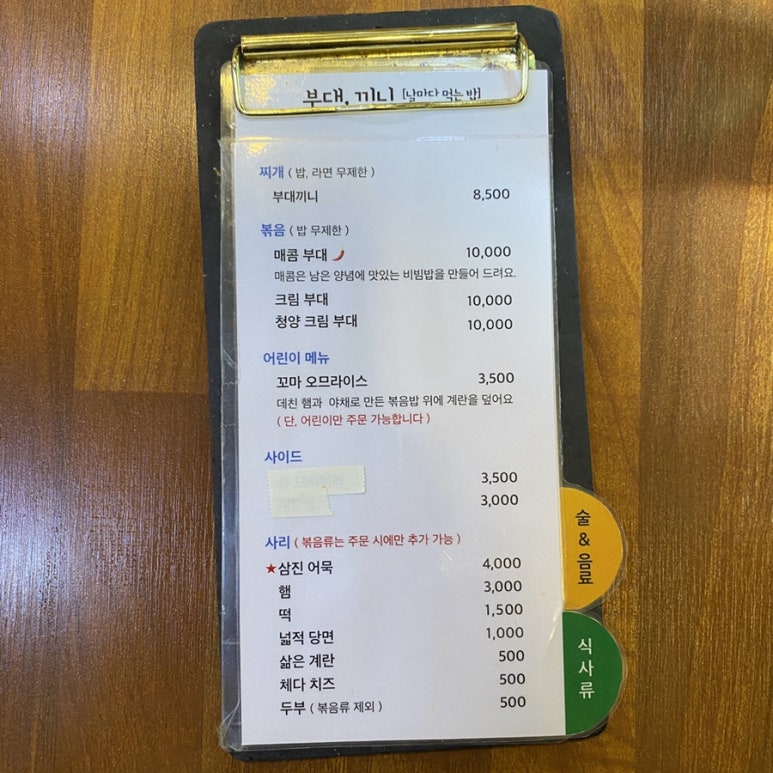 부대, 끼니 [날마다 먹는 밥]
찌개 ( 밥, 라면 무제한 )
부대끼니 8,500
볶음 ( 밥 무제한 )
매콤 부대 10,000
매콤은 남은 양념에 맛있는 비빔밥을 만들어 드려요.
크림 부대 10,000
청양 크림 부대 10,000
어린이 메뉴
꼬마 오므라이스 3,500
데친 햄과 야채로 만든 볶음밥 위에 계란을 덮어요
( 단, 어린이만 주문 가능합니다 )
사이드
3,500
3,000
사리 ( 볶음류는 주문 시에만 추가 가능 )
★삼진 어묵 4,000
햄 3,000
떡 1,500
넓적 당면 1,000
삶은 계란 500
체다 치즈 500
두부 ( 볶음류 제외 ) 500
술 & 음료
식사류